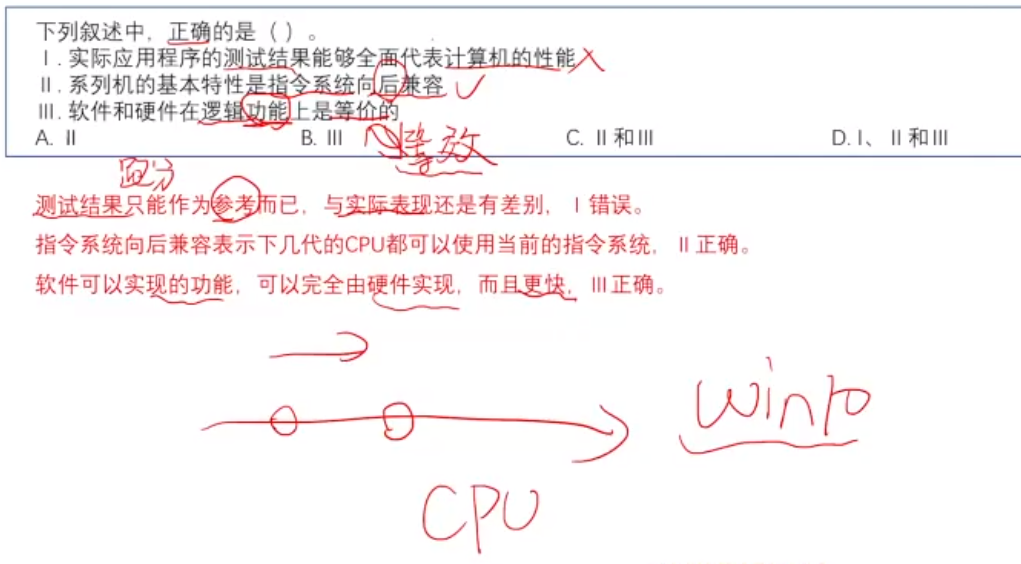 下列叙述中，正确的是（ ）。
Ⅰ. 实际应用程序的测试结果能够全面代表计算机的性能
Ⅱ. 系列机的基本特性是指令系统向后兼容
Ⅲ. 软件和硬件在逻辑功能上是等价的
A. Ⅱ B. Ⅲ C. Ⅱ和Ⅲ D. Ⅰ、Ⅱ和Ⅲ
等效
跑分
测试结果只能作为参考而已，与实际表现还是有差别，Ⅰ错误。
指令系统向后兼容表示下几代的CPU都可以使用当前的指令系统，Ⅱ正确。
软件可以实现的功能，可以完全由硬件实现，而且更快，Ⅲ正确。
win10
CPU